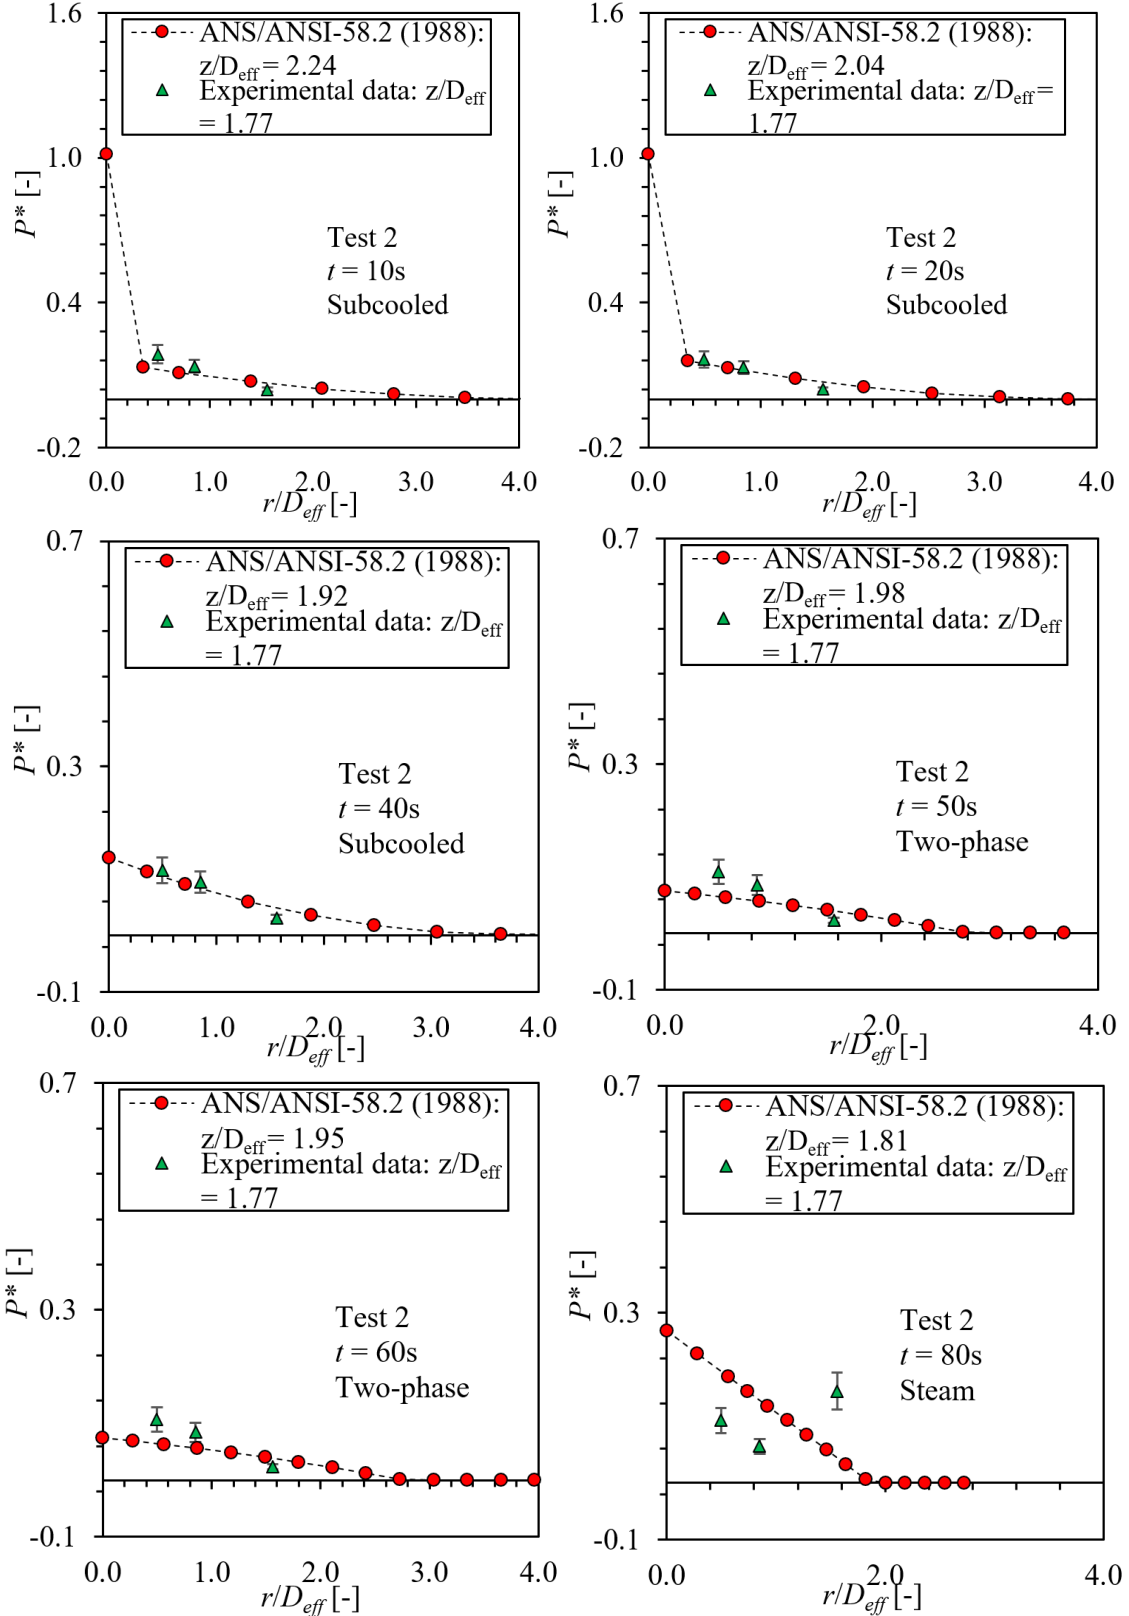 1.6
1.0
0.4
-0.2
P* [-]
ANS/ANSI-58.2 (1988):
z/Deff = 2.24
Experimental data: z/Deff
= 1.77
Test 2
t = 10s
Subcooled
0.0 1.0 2.0 3.0 4.0
r/Deff [-]
1.6
1.0
0.4
-0.2
P* [-]
ANS/ANSI-58.2 (1988):
z/Deff = 2.04
Experimental data: z/Deff=
1.77
Test 2
t = 20s
Subcooled
0.0 1.0 2.0 3.0 4.0
r/Deff [-]
0.7
0.3
-0.1
P* [-]
ANS/ANSI-58.2 (1988):
z/Deff = 1.92
Experimental data: z/Deff
= 1.77
Test 2
t = 40s
Subcooled
0.0 1.0 2.0 3.0 4.0
r/Deff [-]
0.7
0.3
-0.1
P* [-]
ANS/ANSI-58.2 (1988):
z/Deff = 1.98
Experimental data: z/Deff
= 1.77
Test 2
t = 50s
Two-phase
0.0 2.0 4.0
r/Deff [-]
0.7
0.3
-0.1
P* [-]
ANS/ANSI-58.2 (1988):
z/Deff = 1.95
Experimental data: z/Deff
= 1.77
Test 2
t = 60s
Two-phase
0.0 1.0 2.0 3.0 4.0
r/Deff [-]
0.7
0.3
-0.1
P* [-]
ANS/ANSI-58.2 (1988):
z/Deff = 1.81
Experimental data: z/Deff
= 1.77
Test 2
t = 80s
Steam
0.0 2.0 4.0
r/Deff [-]